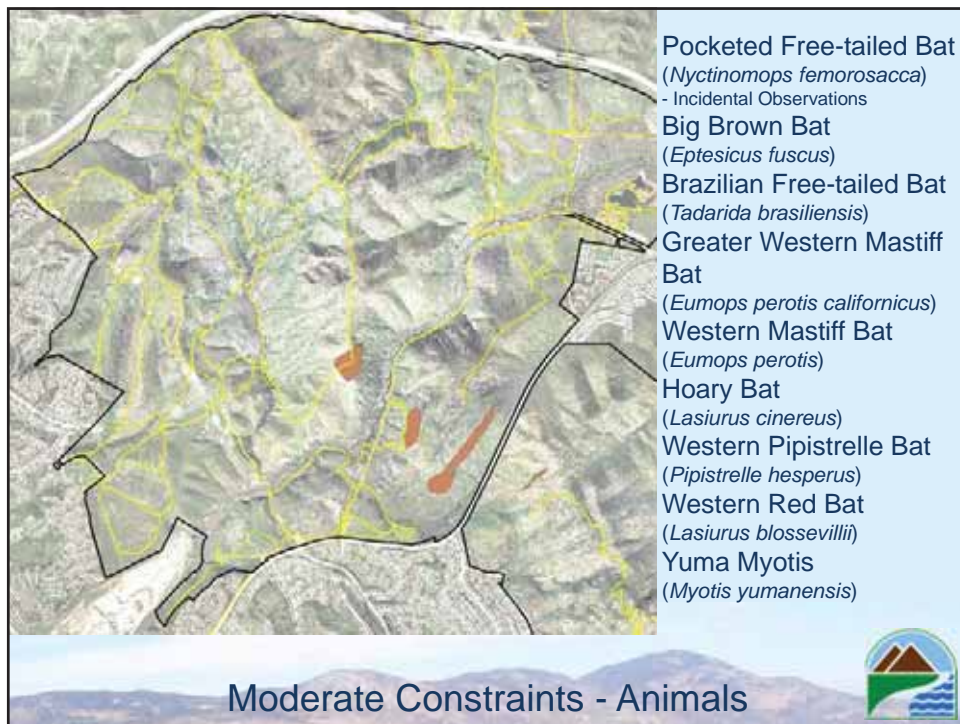 Pocketed Free-tailed Bat
(Nyctinomops femorosacca)
- Incidental Observations
Big Brown Bat
(Eptesicus fuscus)
Brazilian Free-tailed Bat
(Tadarida brasiliensis)
Greater Western Mastiff
Bat
(Eumops perotis californicus)
Western Mastiff Bat
(Eumops perotis)
Hoary Bat
(Lasiurus cinereus)
Western Pipistrelle Bat
(Pipistrelle hesperus)
Western Red Bat
(Lasiurus blossevillii)
Yuma Myotis
(Myotis yumanensis)
Moderate Constraints - Animals